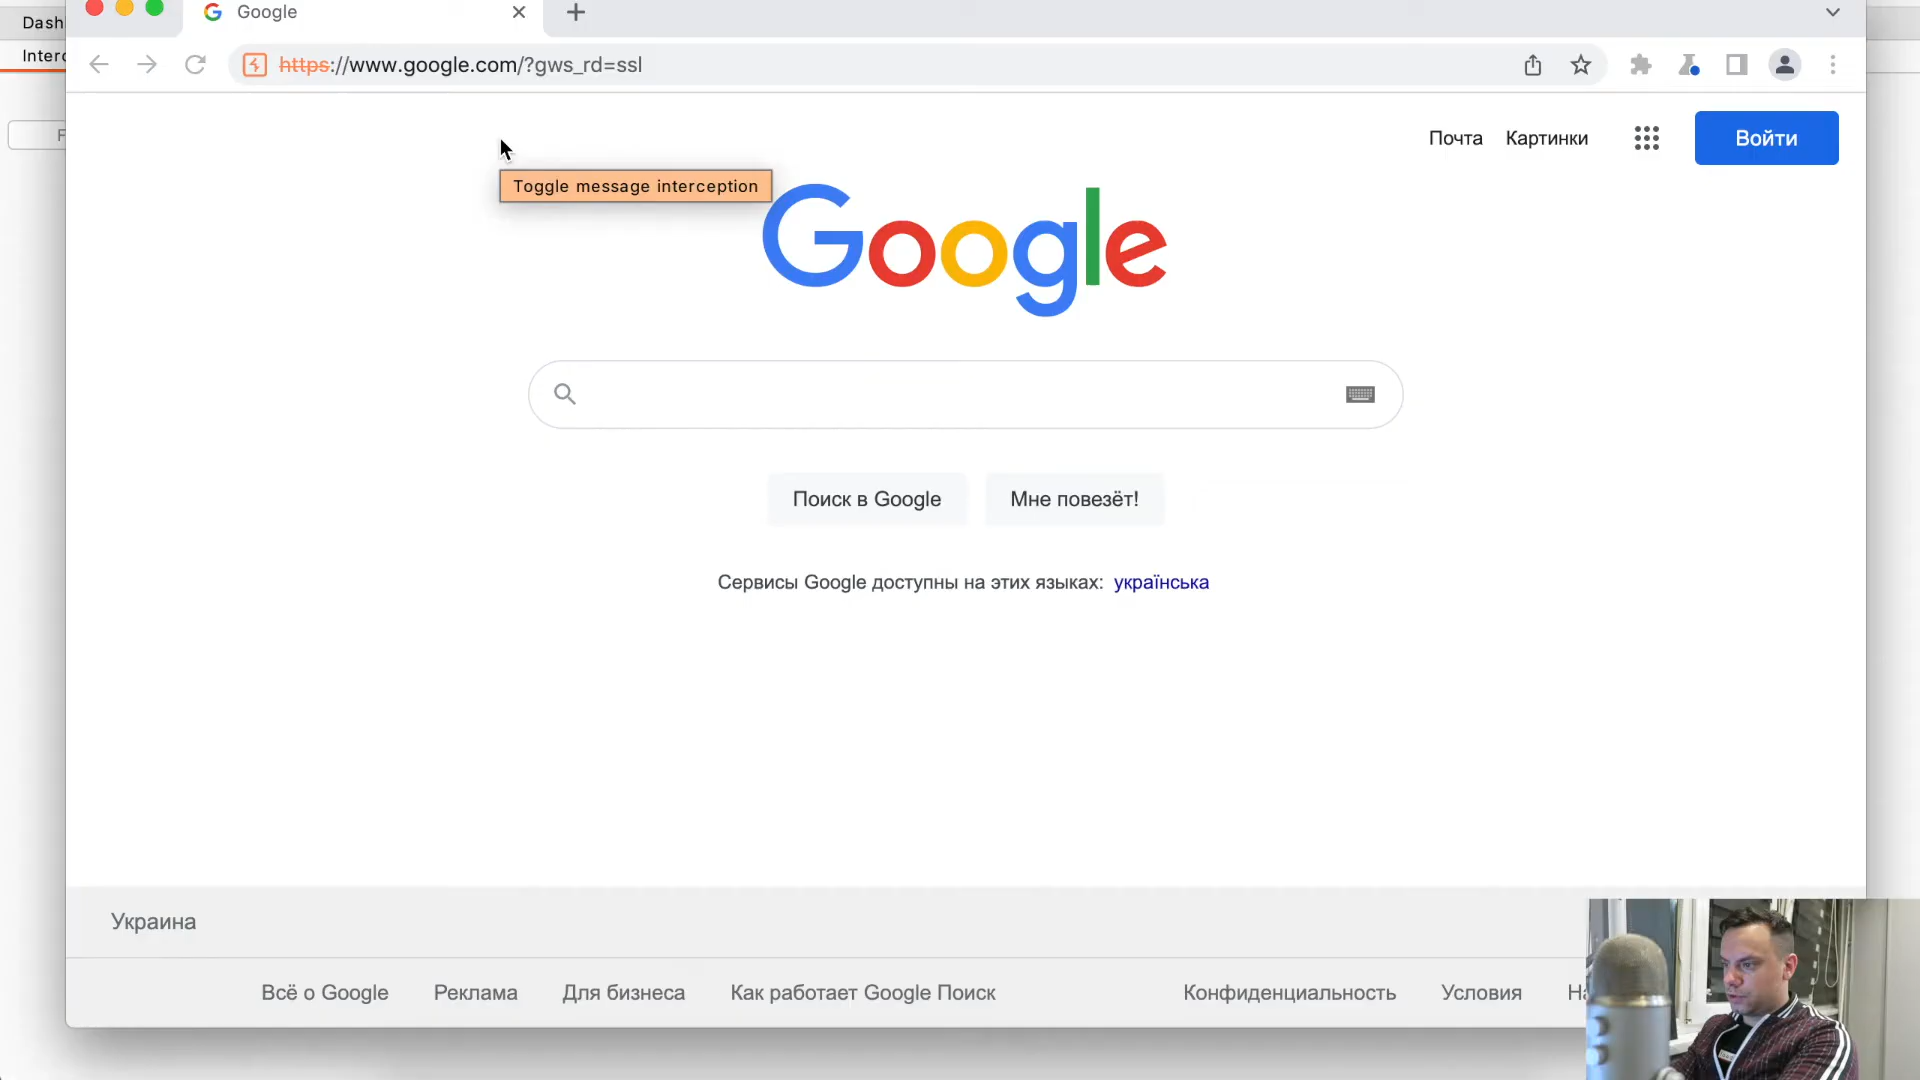 Dash
Google
Interc
https://www.google.com/?gws_rd=ssl
Почта Картинки Войти
Toggle message interception
Google
Поиск в Google Мне повезёт!
Сервисы Google доступны на этих языках: українська
Украина
Всё о Google Реклама Для бизнеса Как работает Google Поиск Конфиденциальность Условия